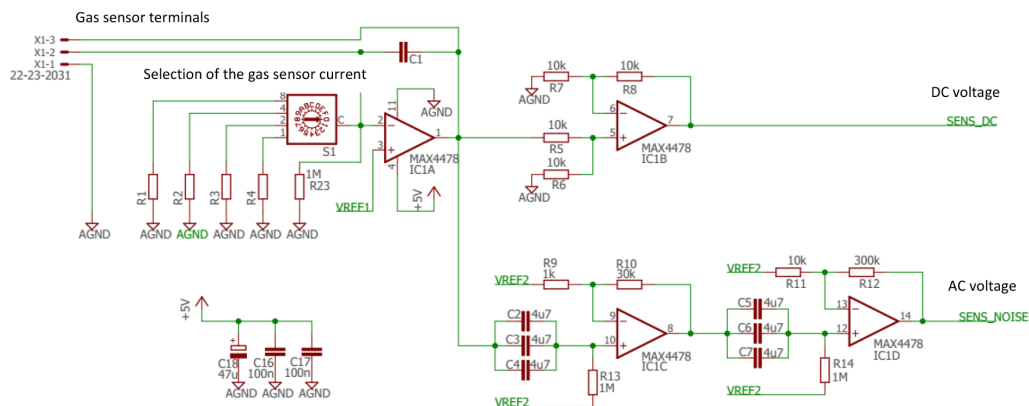 Gas sensor terminals
X1-3
X1-2
X1-1
22-23-2031
C1
Selection of the gas sensor current
8
4
2
1
C
S1
0123456789ABCDEF
2
3
11
4
1
AGND
MAX4478
IC1A
+5V
VREF1
R1
R2
R3
R4
1M
R23
AGND
AGND
AGND
AGND
AGND
AGND
10k
R7
10k
R8
AGND
6
5
7
MAX4478
IC1B
10k
R5
10k
R6
AGND
DC voltage
SENS_DC
VREF2
R9
1k
R10
30k
C2
4u7
C3
4u7
C4
4u7
9
10
8
MAX4478
IC1C
R13
1M
VREF2
VREF2
10k
R11
300k
R12
C5
4u7
C6
4u7
C7
4u7
13
12
14
MAX4478
IC1D
R14
1M
VREF2
AC voltage
SENS_NOISE
+5V
+
C18
47u
C16
100n
C17
100n
AGND
AGND
AGND